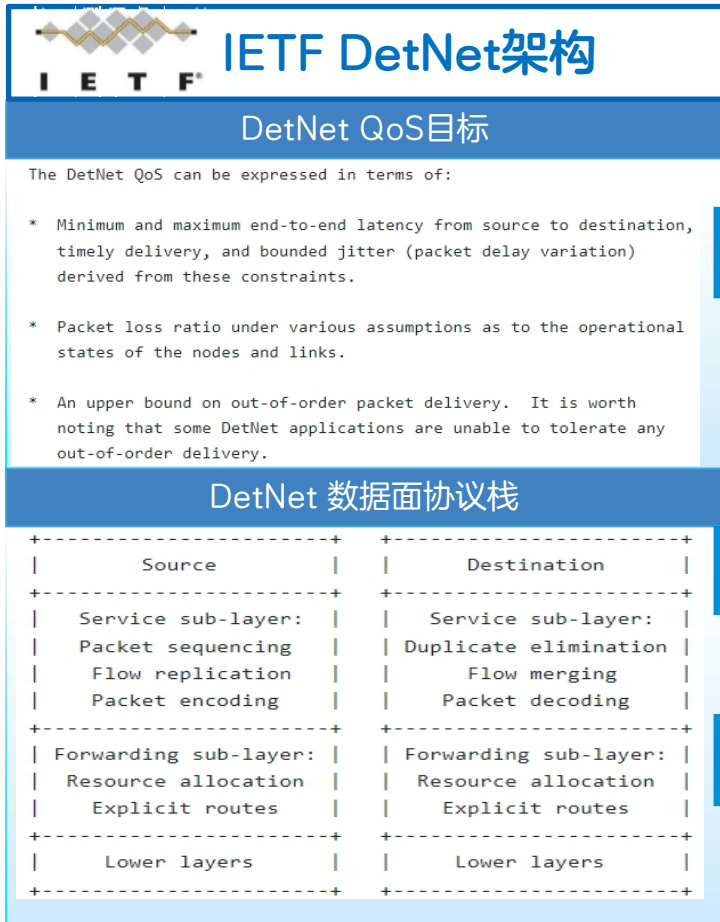 IETF®
IETF DetNet架构
DetNet QoS目标
The DetNet QoS can be expressed in terms of:
* Minimum and maximum end-to-end latency from source to destination,
timely delivery, and bounded jitter (packet delay variation)
derived from these constraints.
* Packet loss ratio under various assumptions as to the operational
states of the nodes and links.
* An upper bound on out-of-order packet delivery. It is worth
noting that some DetNet applications are unable to tolerate any
out-of-order delivery.
DetNet 数据面协议栈
+-----------------------+ +-----------------------+
| Source | | Destination |
+-----------------------+ +-----------------------+
| Service sub-layer: | | Service sub-layer: |
| Packet sequencing | | Duplicate elimination |
| Flow replication | | Flow merging |
| Packet encoding | | Packet decoding |
+-----------------------+ +-----------------------+
| Forwarding sub-layer: | | Forwarding sub-layer: |
| Resource allocation | | Resource allocation |
| Explicit routes | | Explicit routes |
+-----------------------+ +-----------------------+
| Lower layers | | Lower layers |
+-----------------------+ +-----------------------+